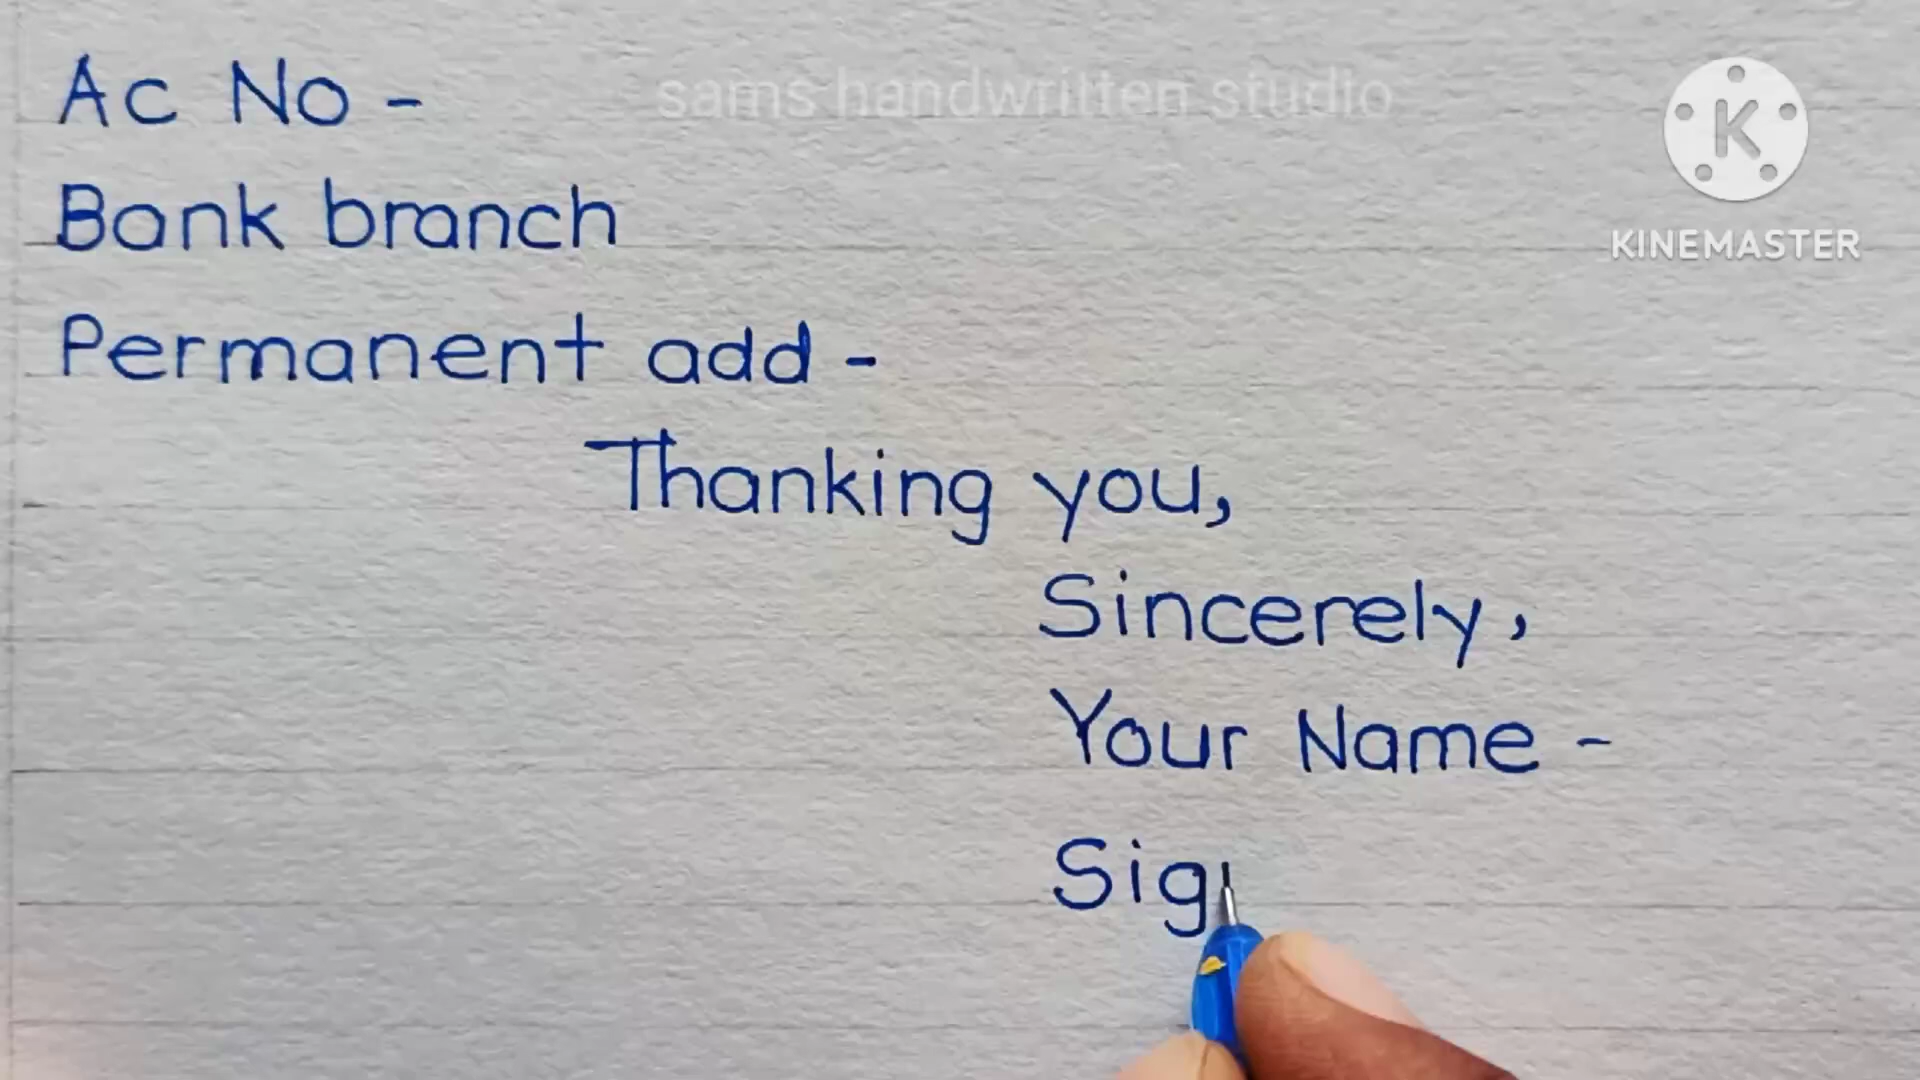 Ac No -
sams handwritten studio
K
KINEMASTER
Bank branch
Permanent add -
Thanking you,
Sincerely,
Your Name -
Sig